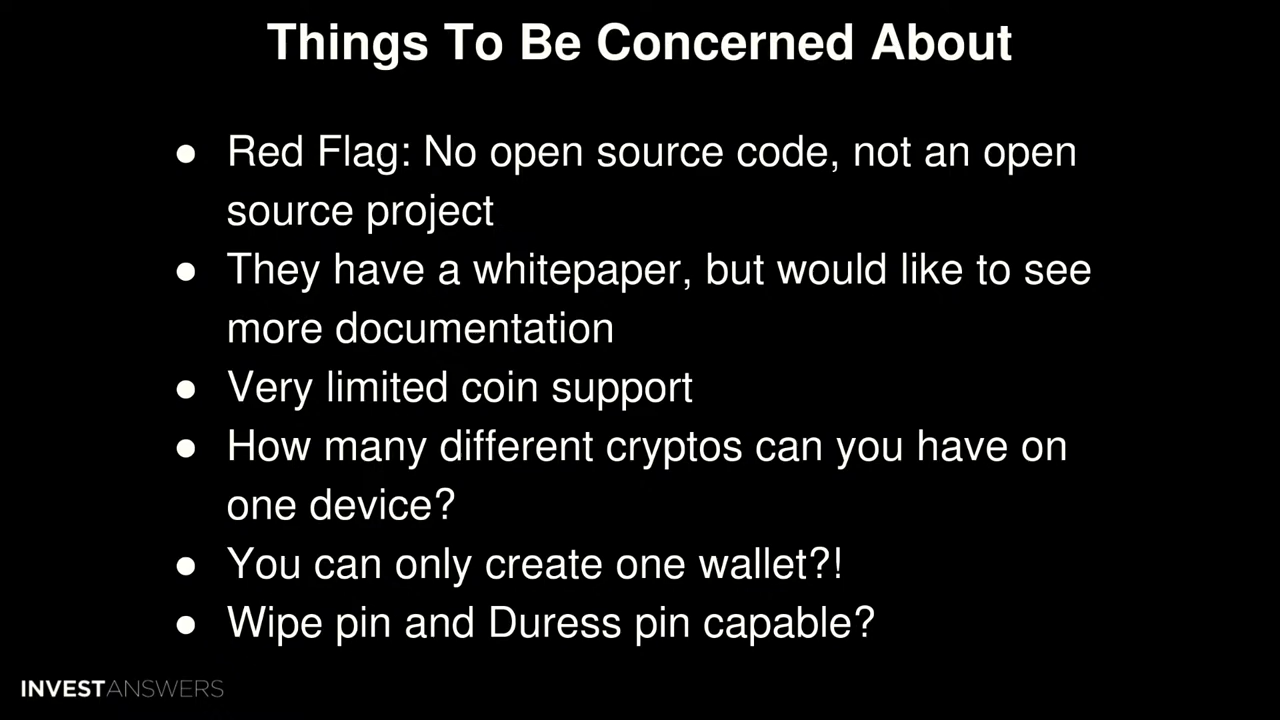 Things To Be Concerned About
● Red Flag: No open source code, not an open
source project
● They have a whitepaper, but would like to see
more documentation
● Very limited coin support
● How many different cryptos can you have on
one device?
● You can only create one wallet?!
● Wipe pin and Duress pin capable?
INVESTANSWERS